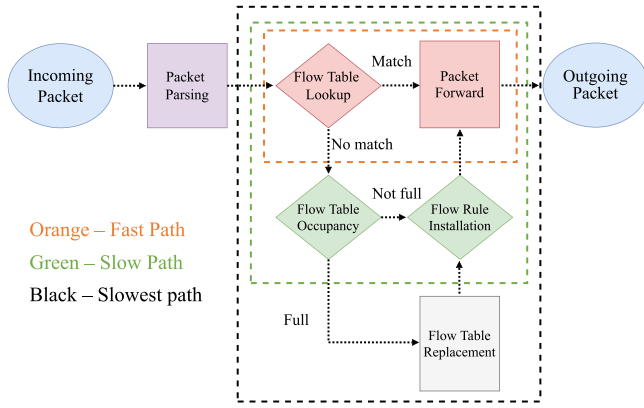 Incoming
Packet
Packet
Parsing
Flow Table
Lookup
Match
Packet
Forward
Outgoing
Packet
No match
Flow Table
Occupancy
Not full
Flow Rule
Installation
Orange – Fast Path
Green – Slow Path
Black – Slowest path
Full
Flow Table
Replacement